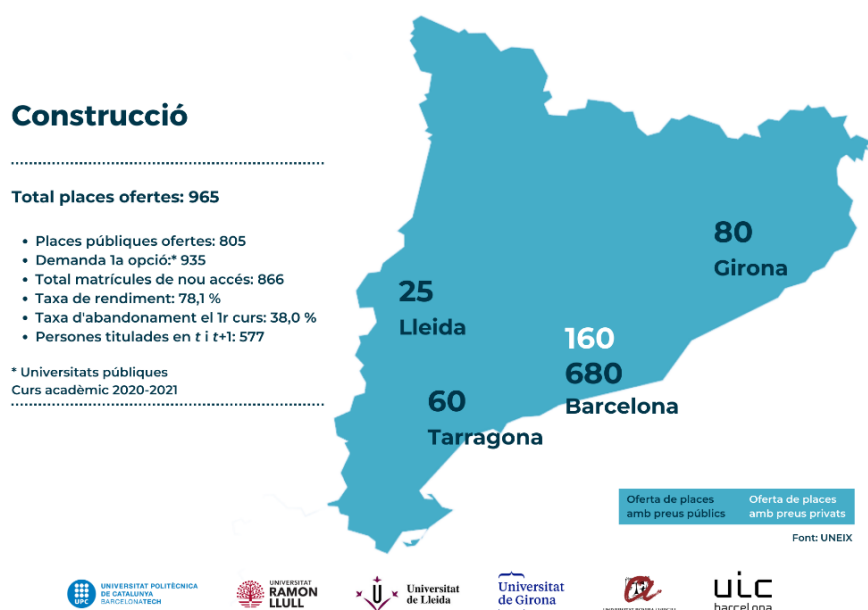 Construcció
Total places ofertes: 965
• Places públiques ofertes: 805
• Demanda 1a opció:* 935
• Total matrícules de nou accés: 866
• Taxa de rendiment: 78,1 %
• Taxa d'abandonament el 1r curs: 38,0 %
• Persones titulades en t i t+1: 577
* Universitats públiques
Curs acadèmic 2020-2021
80
Girona
25
Lleida
160
680
Barcelona
60
Tarragona
Oferta de places
amb preus públics
Oferta de places
amb preus privats
Font: UNEIX
UPC
UNIVERSITAT POLITÈCNICA
DE CATALUNYA
BARCELONATECH
UNIVERSITAT
RAMON
LLULL
Universitat
de Lleida
Universitat
de Girona
uic
barcelona